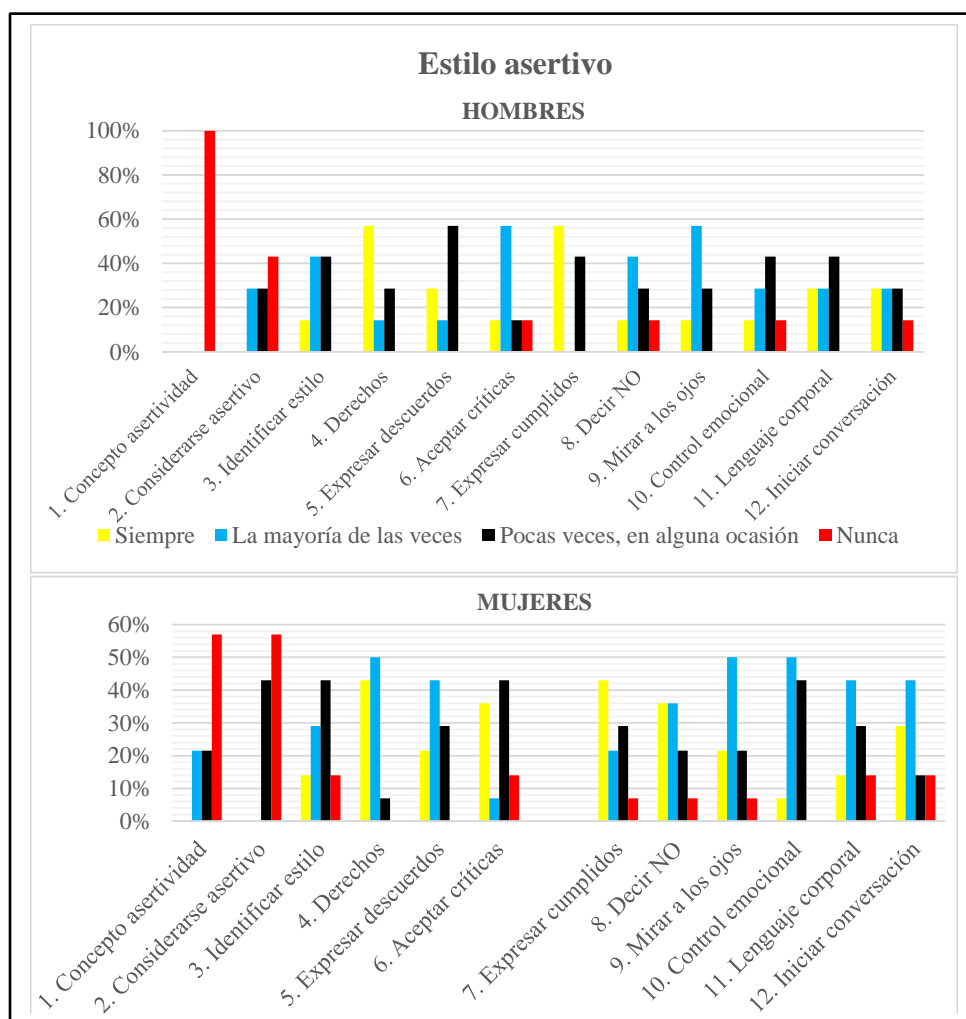 Estilo asertivo
HOMBRES
100%
80%
60%
40%
20%
0%
1. Concepto asertividad
2. Considerarse asertivo
3. Identificar estilo
4. Derechos
5. Expresar descuerdos
6. Aceptar críticas
7. Expresar cumplidos
8. Decir NO
9. Mirar a los ojos
10. Control emocional
11. Lenguaje corporal
12. Iniciar conversación
Siempre La mayoría de las veces Pocas veces, en alguna ocasión Nunca
MUJERES
60%
50%
40%
30%
20%
10%
0%
1. Concepto asertividad
2. Considerarse asertivo
3. Identificar estilo
4. Derechos
5. Expresar descuerdos
6. Aceptar críticas
7. Expresar cumplidos
8. Decir NO
9. Mirar a los ojos
10. Control emocional
11. Lenguaje corporal
12. Iniciar conversación